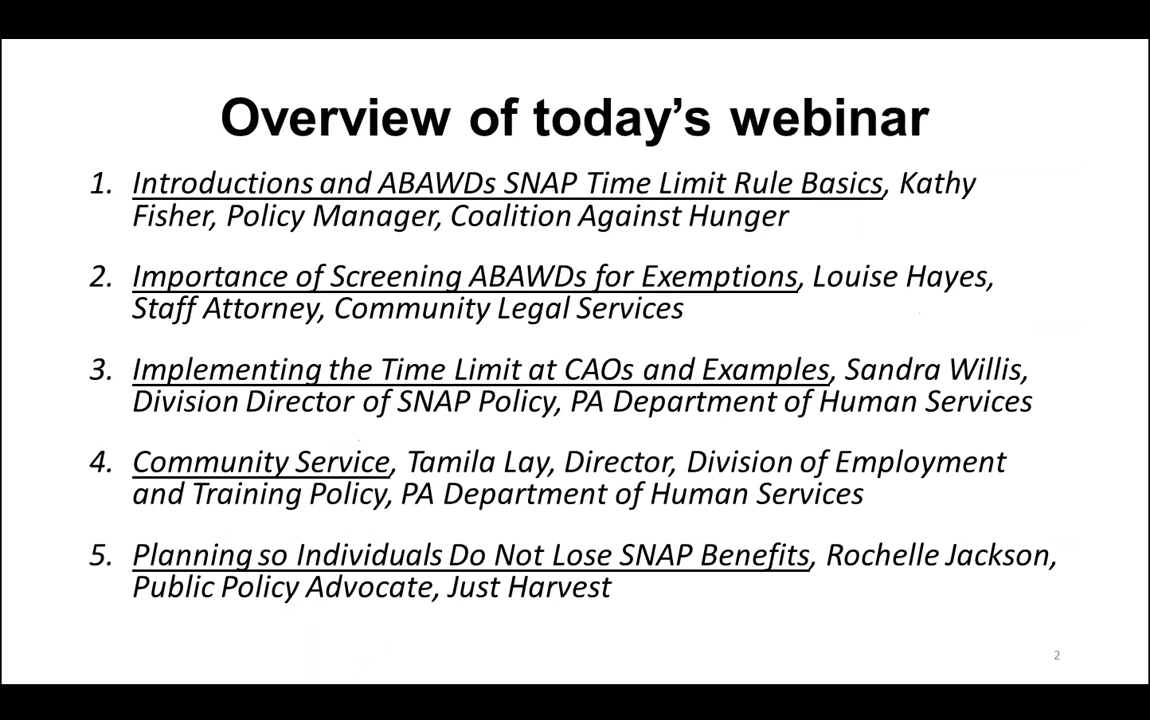 Overview of today's webinar
1. Introductions and ABAWDs SNAP Time Limit Rule Basics, Kathy
Fisher, Policy Manager, Coalition Against Hunger
2. Importance of Screening ABAWDs for Exemptions, Louise Hayes,
Staff Attorney, Community Legal Services
3. Implementing the Time Limit at CAOs and Examples, Sandra Willis,
Division Director of SNAP Policy, PA Department of Human Services
4. Community Service, Tamila Lay, Director, Division of Employment
and Training Policy, PA Department of Human Services
5. Planning so Individuals Do Not Lose SNAP Benefits, Rochelle Jackson,
Public Policy Advocate, Just Harvest
2